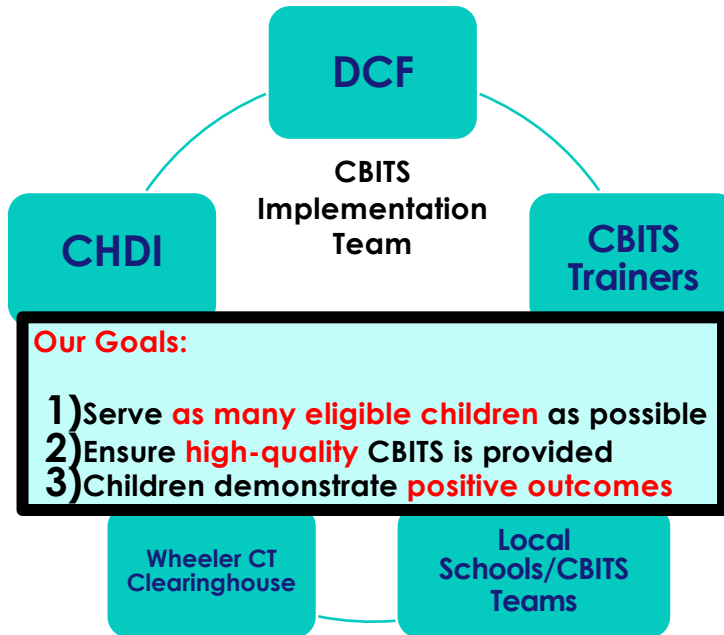 DCF
CBITS
Implementation
Team
CHDI
CBITS
Trainers
Our Goals:
1)Serve as many eligible children as possible
2)Ensure high-quality CBITS is provided
3)Children demonstrate positive outcomes
Wheeler CT
Clearinghouse
Local
Schools/CBITS
Teams